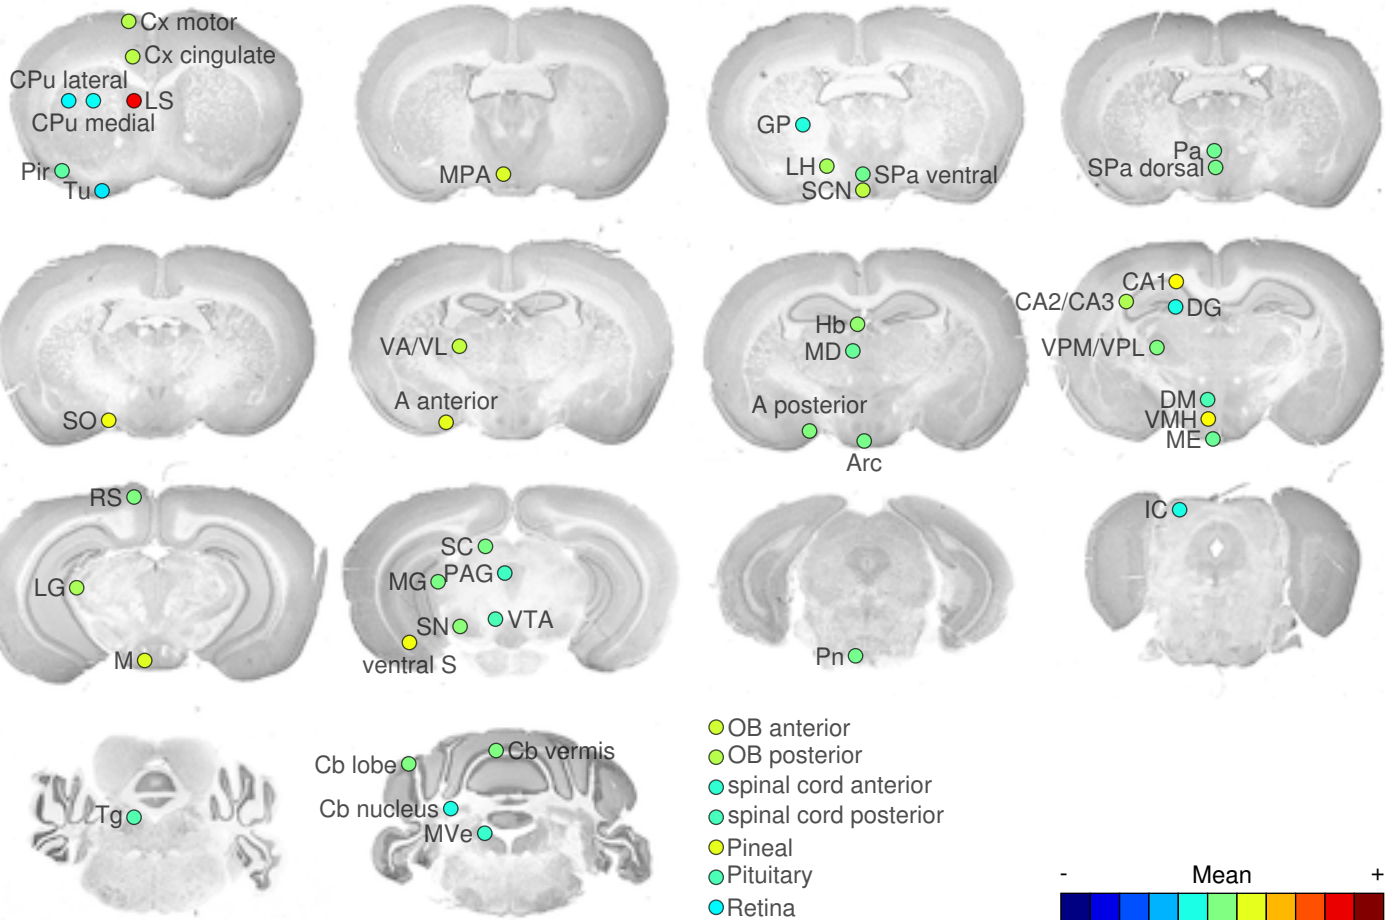 Cx motor
Cx cingulate
CPu lateral
LS
CPu medial
Pir
Tu
MPA
GP
LH
SPa ventral
SCN
Pa
SPa dorsal
SO
VA/VL
A anterior
Hb
MD
A posterior
Arc
CA1
CA2/CA3
DG
VPM/VPL
DM
VMH
ME
RS
LG
M
SC
MG
PAG
SN
VTA
ventral S
Pn
IC
Tg
Cb lobe
Cb vermis
Cb nucleus
MVe
OB anterior
OB posterior
spinal cord anterior
spinal cord posterior
Pineal
Pituitary
Retina
- Mean +